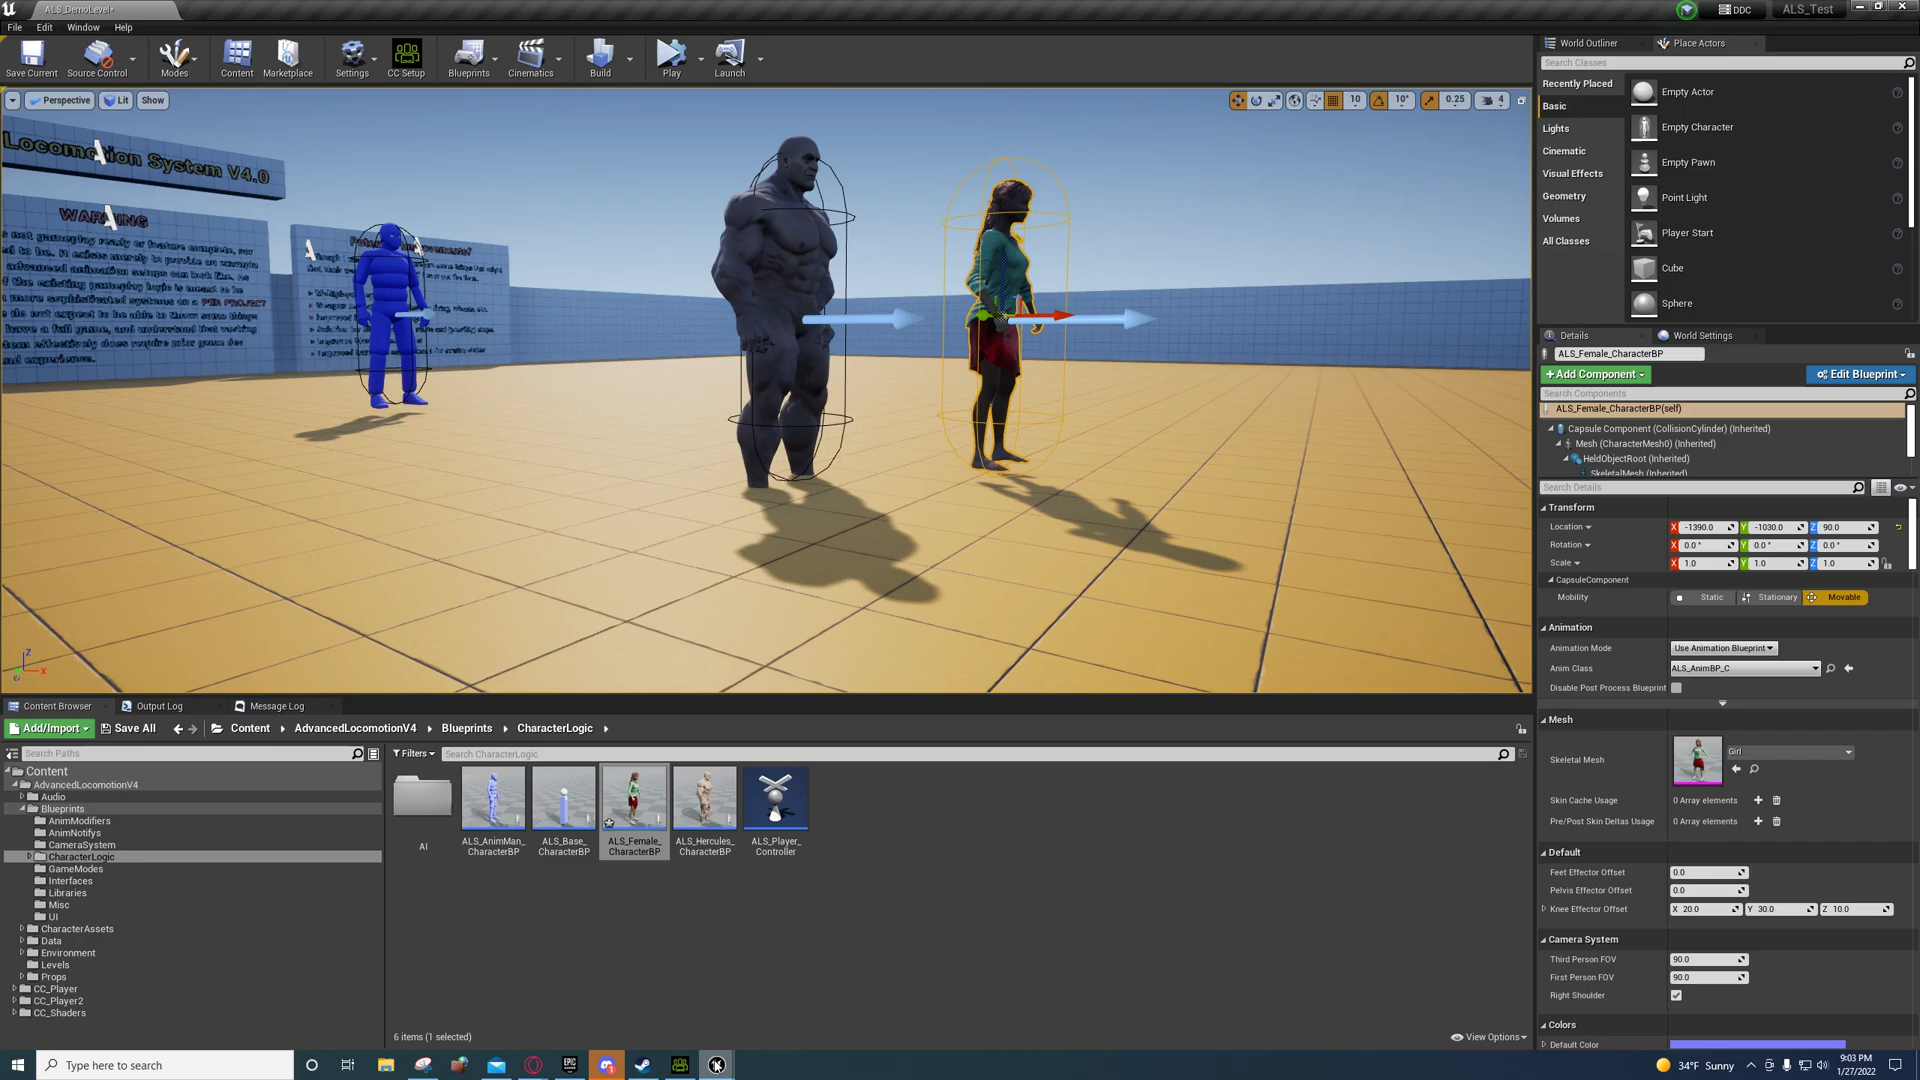 ALS_DemoLevel*
DDC
ALS_Test
File Edit Window Help
Save Current
Source Control
Modes
Content
Marketplace
Settings
CC Setup
Blueprints
Cinematics
Build
Play
Launch
Perspective
Lit
Show
10
10°
0.25
4
Locomotion System V4.0
WARNING
World Outliner
Place Actors
Search Classes
Recently Placed
Basic
Lights
Cinematic
Visual Effects
Geometry
Volumes
All Classes
Empty Actor
Empty Character
Empty Pawn
Point Light
Player Start
Cube
Sphere
Details
World Settings
ALS_Female_CharacterBP
+Add Component
Edit Blueprint
Search Components
ALS_Female_CharacterBP(self)
Capsule Component (CollisionCylinder) (Inherited)
Mesh (CharacterMesh0) (Inherited)
HeldObjectRoot (Inherited)
SkeletalMesh (Inherited)
Search Details
Transform
Location X -1390.0 Y -1030.0 Z 90.0
Rotation X 0.0° Y 0.0° Z 0.0°
Scale X 1.0 Y 1.0 Z 1.0
CapsuleComponent
Mobility Static Stationary Movable
Animation
Animation Mode Use Animation Blueprint
Anim Class ALS_AnimBP_C
Disable Post Process Blueprint
Mesh
Skeletal Mesh Girl
Skin Cache Usage 0 Array elements
Pre/Post Skin Deltas Usage 0 Array elements
Default
Feet Effector Offset 0.0
Pelvis Effector Offset 0.0
Knee Effector Offset X 20.0 Y 30.0 Z 10.0
Camera System
Third Person FOV 90.0
First Person FOV 90.0
Right Shoulder
Colors
Default Color
Content Browser
Output Log
Message Log
Add/Import
Save All
Content
AdvancedLocomotionV4
Blueprints
CharacterLogic
Search Paths
Filters
Search CharacterLogic
Content
AdvancedLocomotionV4
Audio
Blueprints
AnimModifiers
AnimNotifys
CameraSystem
CharacterLogic
GameModes
Interfaces
Libraries
Misc
UI
CharacterAssets
Data
Environment
Levels
Props
CC_Player
CC_Player2
CC_Shaders
AI
ALS_AnimMan_
CharacterBP
ALS_Base_
CharacterBP
ALS_Female_
CharacterBP
ALS_Hercules_
CharacterBP
ALS_Player_
Controller
6 items (1 selected)
View Options
Type here to search
34°F Sunny
9:03 PM
1/27/2022